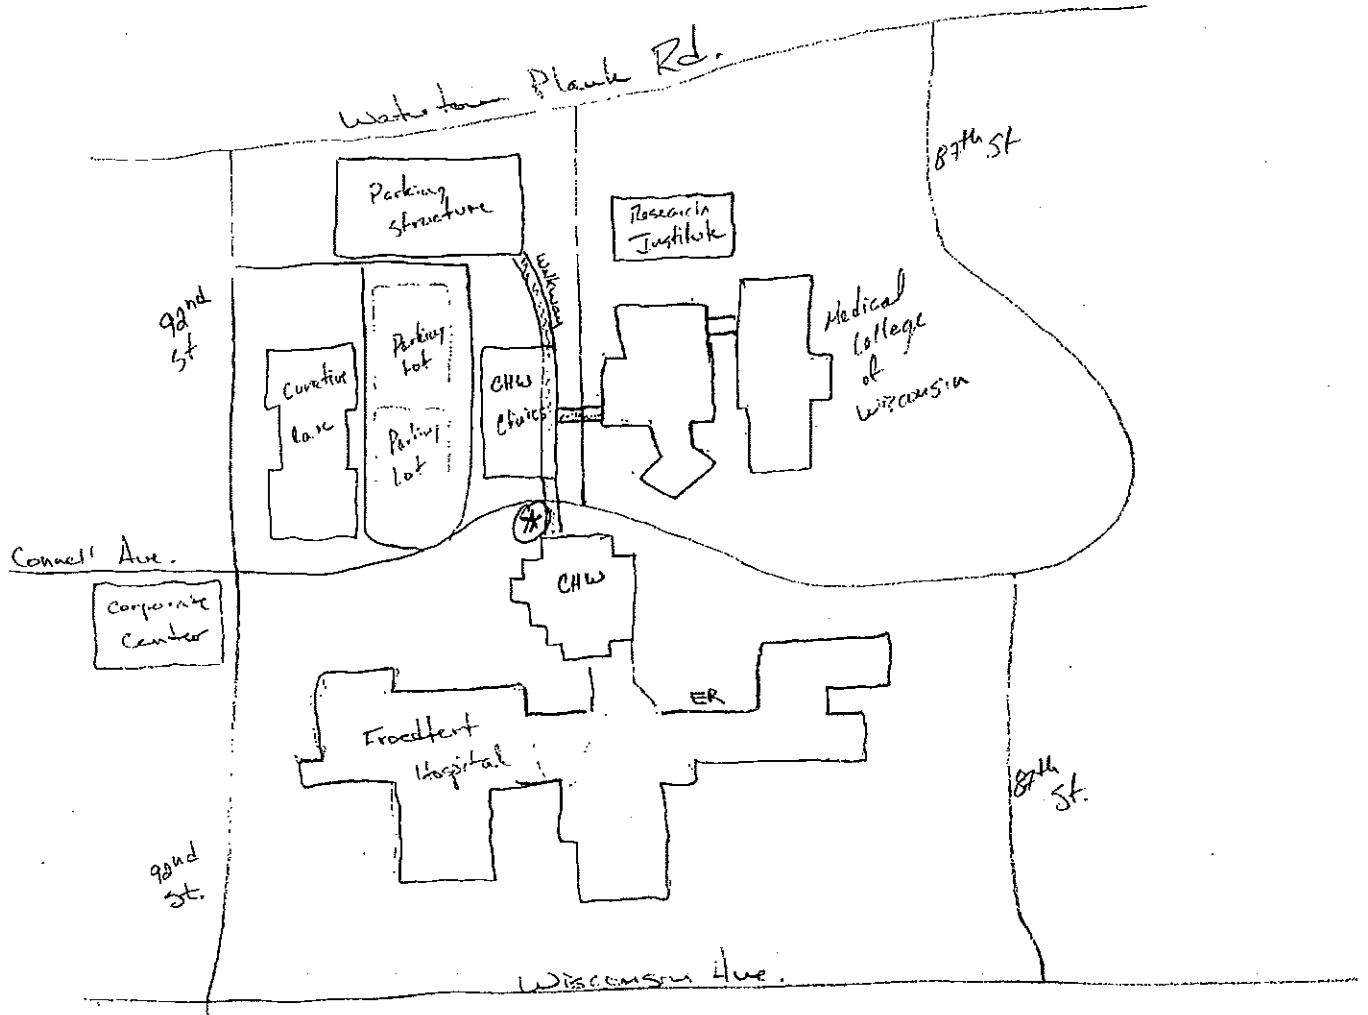 Watertown Plank Rd.
87th St
Parking
Structure
Research
Institute
Walkway
92nd
St
Medical
College
of
Wisconsin
Parking
Lot
Curative
Care
CHW
Clinics
Parking
Lot
Connell Ave.
CHW
Corporate
Center
ER
Froedtert
Hospital
87th
St.
92nd
St.
Wisconsin Ave.